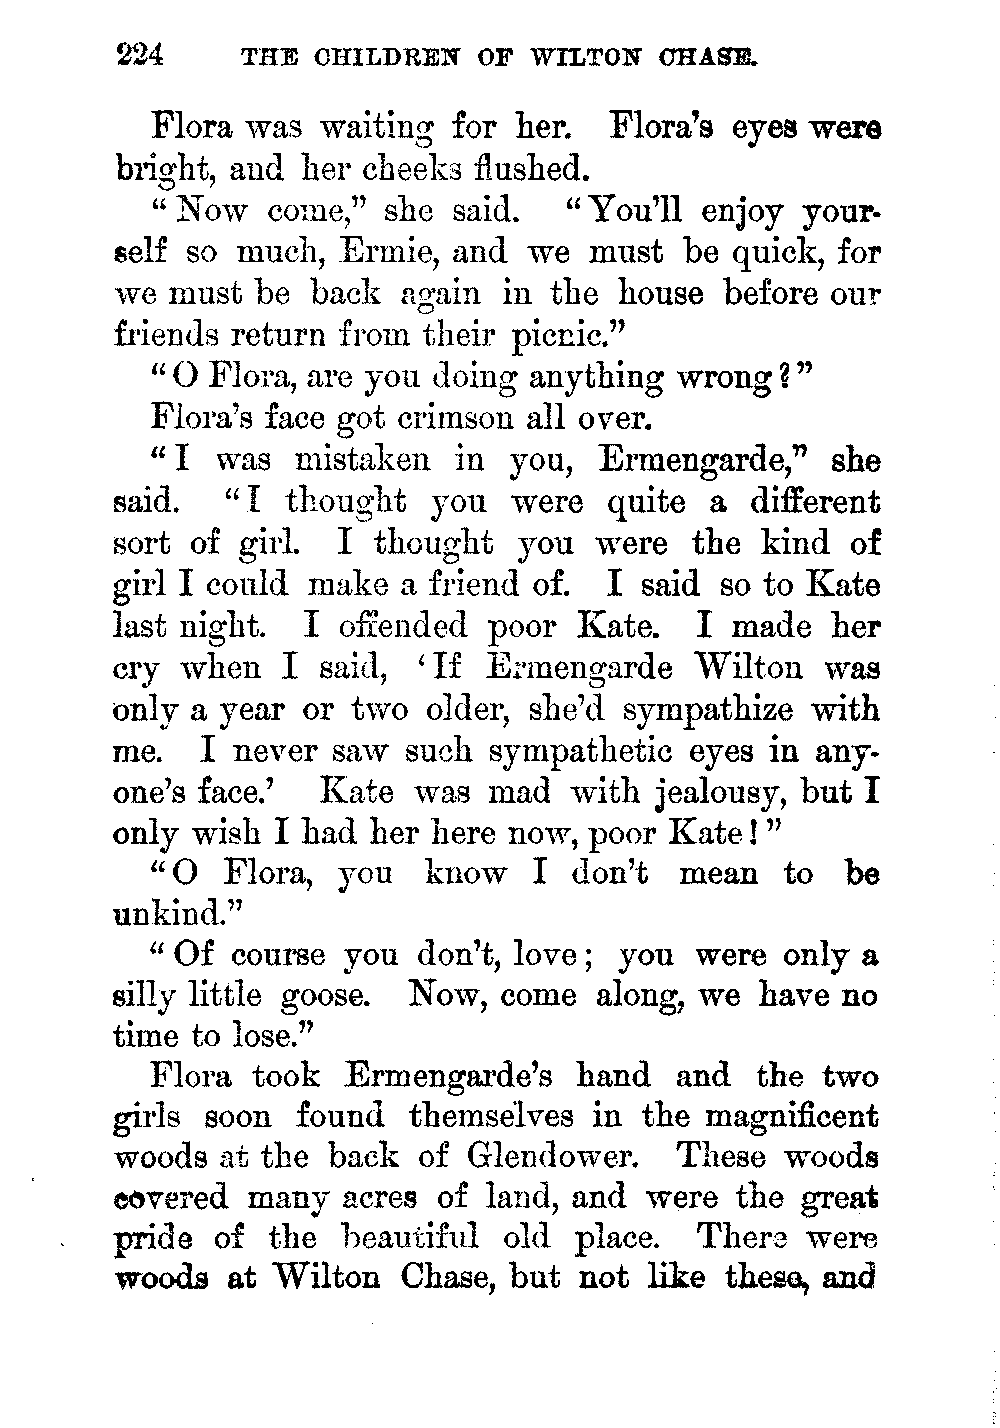 224 THE CHILDREN OF WILTON CHASE.
Flora was waiting for her. Flora's eyes were
bright, and her cheeks flushed.
"Now come," she said. "You'll enjoy your-
self so much, Ermie, and we must be quick, for
we must be back again in the house before our
friends return from their picnic."
"O Flora, are you doing anything wrong?"
Flora's face got crimson all over.
"I was mistaken in you, Ermengarde," she
said. "I thought you were quite a different
sort of girl. I thought you were the kind of
girl I could make a friend of. I said so to Kate
last night. I offended poor Kate. I made her
cry when I said, 'If Ermengarde Wilton was
only a year or two older, she'd sympathize with
me. I never saw such sympathetic eyes in any-
one's face.' Kate was mad with jealousy, but I
only wish I had her here now, poor Kate!"
"O Flora, you know I don't mean to be
unkind."
"Of course you don't, love; you were only a
silly little goose. Now, come along, we have no
time to lose."
Flora took Ermengarde's hand and the two
girls soon found themselves in the magnificent
woods at the back of Glendower. These woods
covered many acres of land, and were the great
pride of the beautiful old place. There were
woods at Wilton Chase, but not like these, and